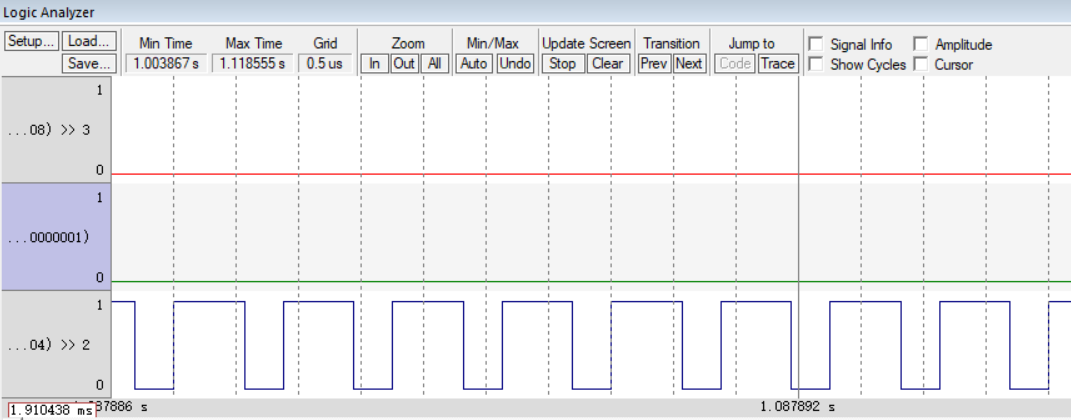 Logic Analyzer
Setup... Load... Min Time Max Time Grid Zoom Min/Max Update Screen Transition Jump to Signal Info Amplitude
Save... 1.003867 s 1.118555 s 0.5 us In Out All Auto Undo Stop Clear Prev Next Code Trace Show Cycles Cursor
1
...08) >> 3
0
1
...0000001)
0
1
...04) >> 2
0
1.910438 ms 37886 s 1.087892 s